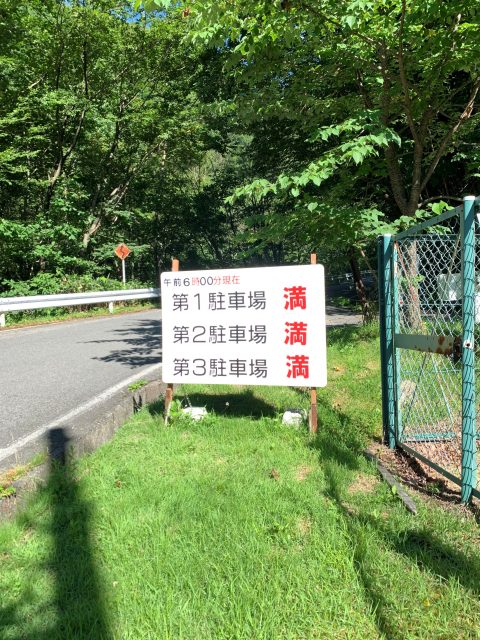 午前6時00分現在
第1駐車場 満
第2駐車場 満
第3駐車場 満